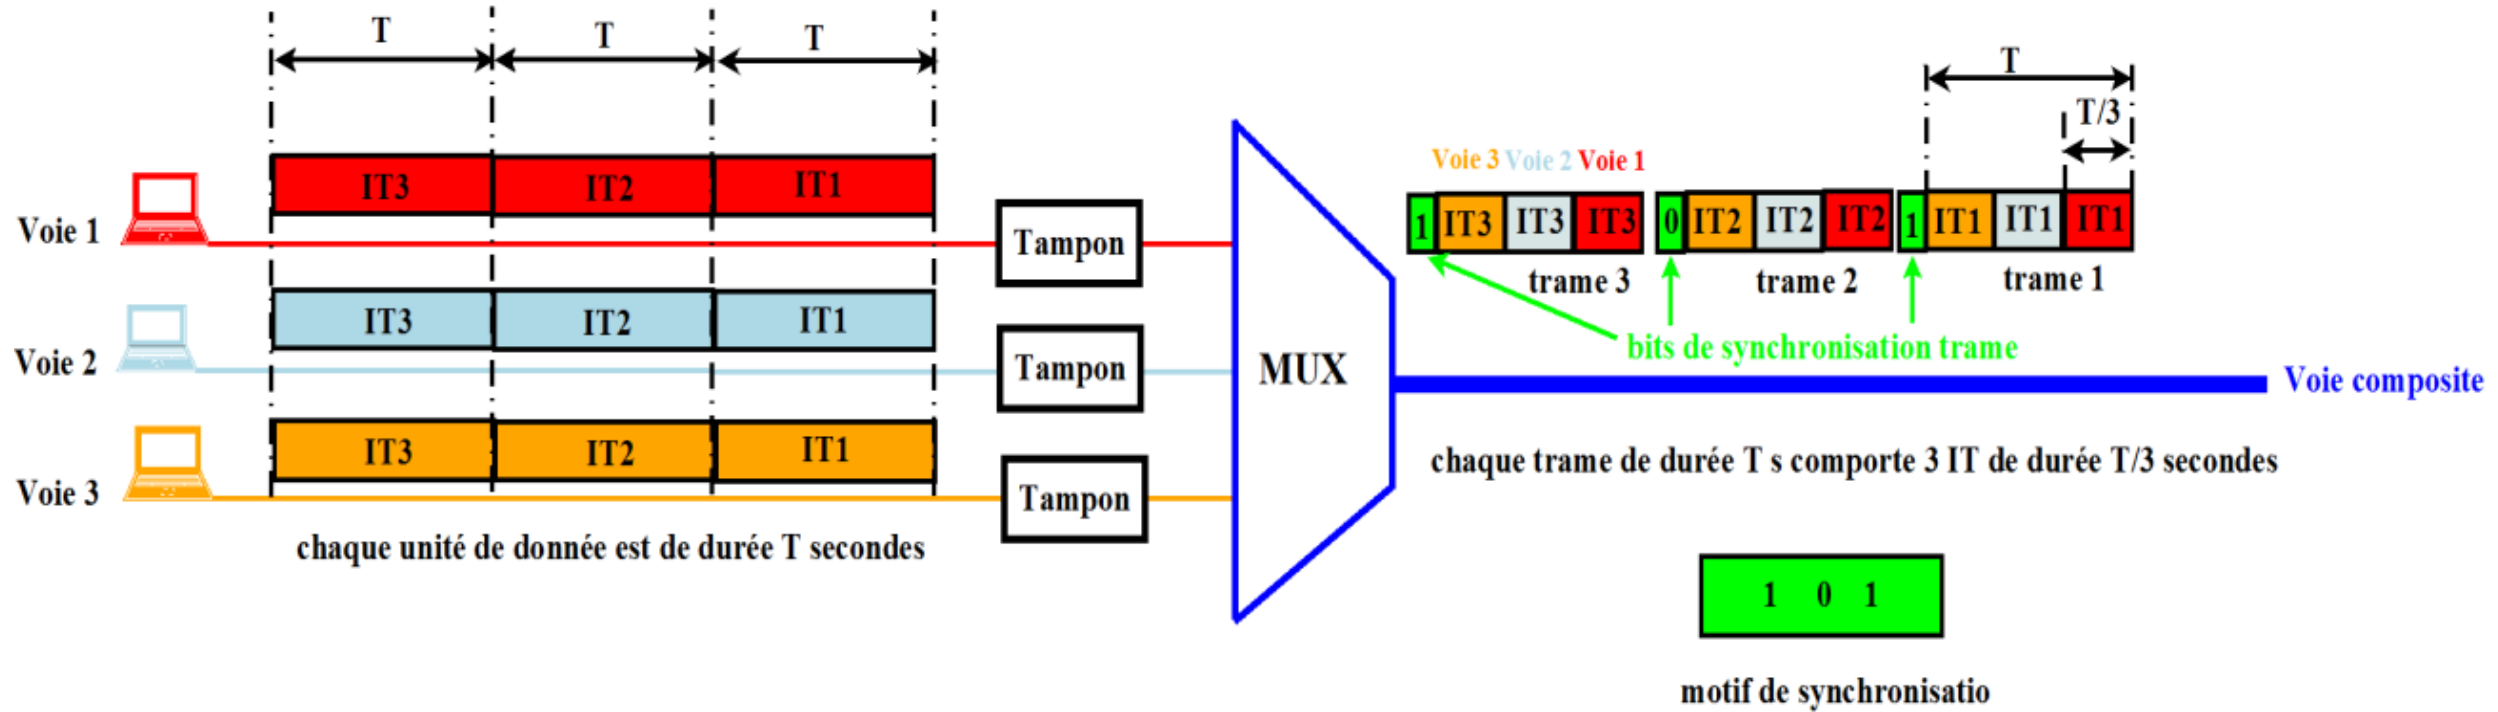 T T T T
T/3
Voie 3 Voie 2 Voie 1
Voie 1
IT3 IT2 IT1
Tampon
1 IT3 IT3 IT3 0 IT2 IT2 IT2 1 IT1 IT1 IT1
trame 3 trame 2 trame 1
bits de synchronisation trame
Voie 2
IT3 IT2 IT1
Tampon
MUX
Voie composite
Voie 3
IT3 IT2 IT1
Tampon
chaque trame de durée T s comporte 3 IT de durée T/3 secondes
chaque unité de donnée est de durée T secondes
1 0 1
motif de synchronisatio